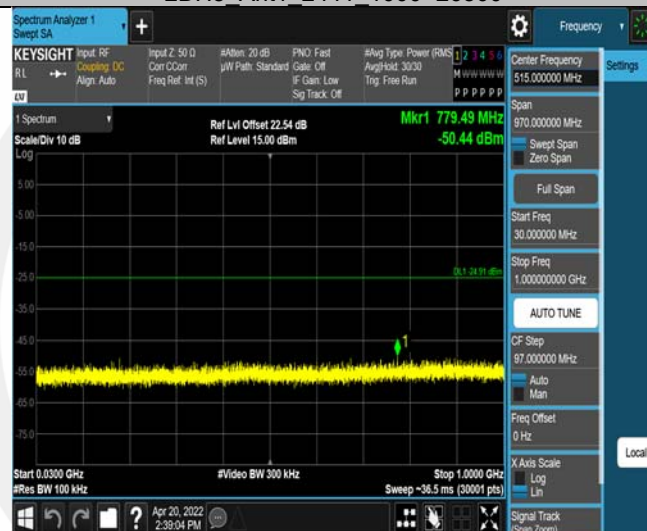 Spectrum Analyzer 1
Swept SA
+
Frequency
KEYSIGHT
RL
Input: RF
Coupling: DC
Align: Auto
Input Z: 50 Ω
Corr CCorr
Freq Ref: Int (S)
#Atten: 20 dB
µW Path: Standard
PNO: Fast
Gate: Off
IF Gain: Low
Sig Track: Off
#Avg Type: Power (RMS
Avg|Hold: 30/30
Trig: Free Run
1 2 3 4 5 6
M W W W W W
P P P P P P
LXI
1 Spectrum
Scale/Div 10 dB
Log
Ref Lvl Offset 22.54 dB
Ref Level 15.00 dBm
Mkr1 779.49 MHz
-50.44 dBm
5.00
-5.00
-15.0
-25.0
DL1 -24.91 dBm
-35.0
-45.0
1
-55.0
-65.0
-75.0
Start 0.0300 GHz
#Res BW 100 kHz
#Video BW 300 kHz
Stop 1.0000 GHz
Sweep ~36.5 ms (30001 pts)
Apr 20, 2022
2:39:04 PM
Center Frequency
515.000000 MHz
Settings
Span
970.000000 MHz
Swept Span
Zero Span
Full Span
Start Freq
30.000000 MHz
Stop Freq
1.000000000 GHz
AUTO TUNE
CF Step
97.000000 MHz
Auto
Man
Freq Offset
0 Hz
X Axis Scale
Log
Lin
Local
Signal Track
(Span Zoom)